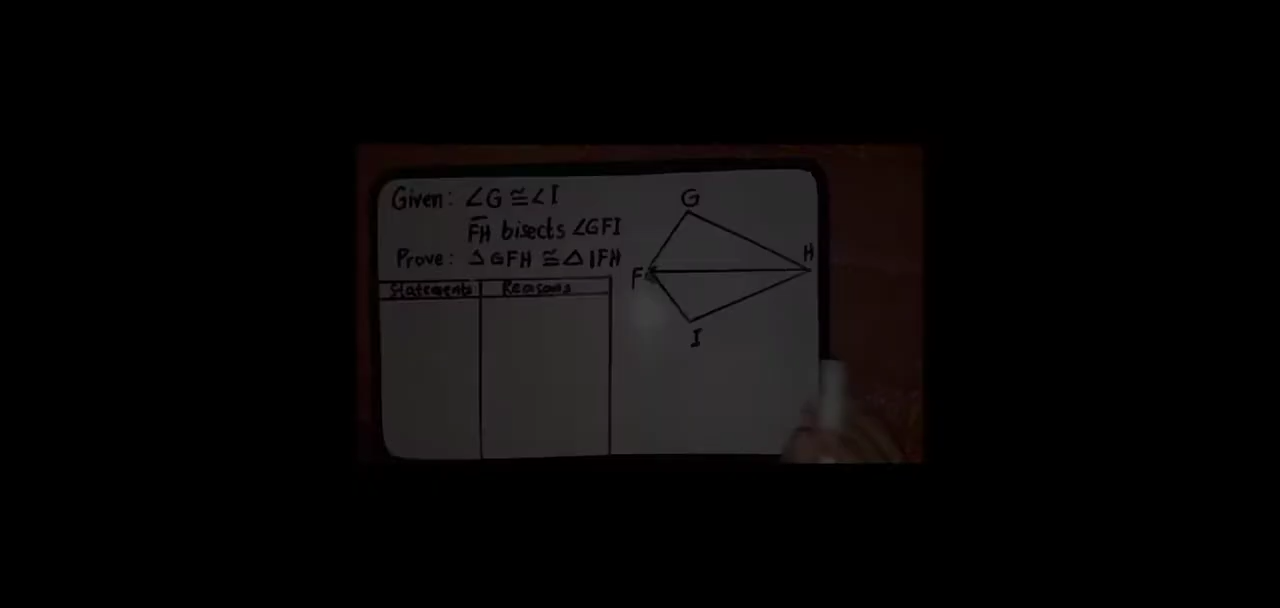 Given: ∠G ≅ ∠I
FH bisects ∠GFI
Prove: △GFH ≅ △IFH
Statements Reasons
G
H
F
I